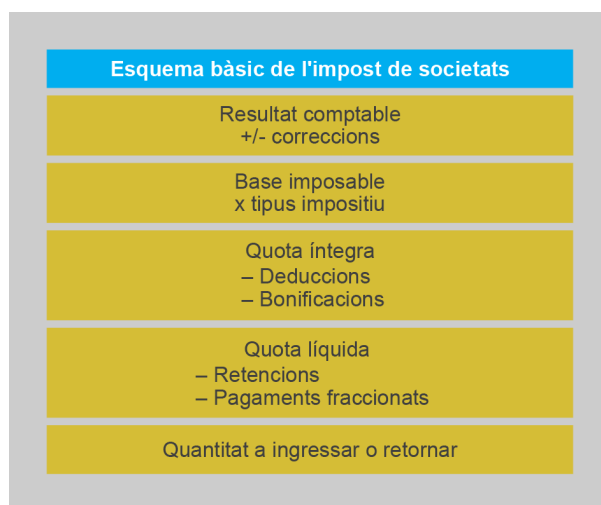 Esquema bàsic de l'impost de societats
Resultat comptable
+/- correccions
Base imposable
x tipus impositiu
Quota íntegra
– Deduccions
– Bonificacions
Quota líquida
– Retencions
– Pagaments fraccionats
Quantitat a ingressar o retornar